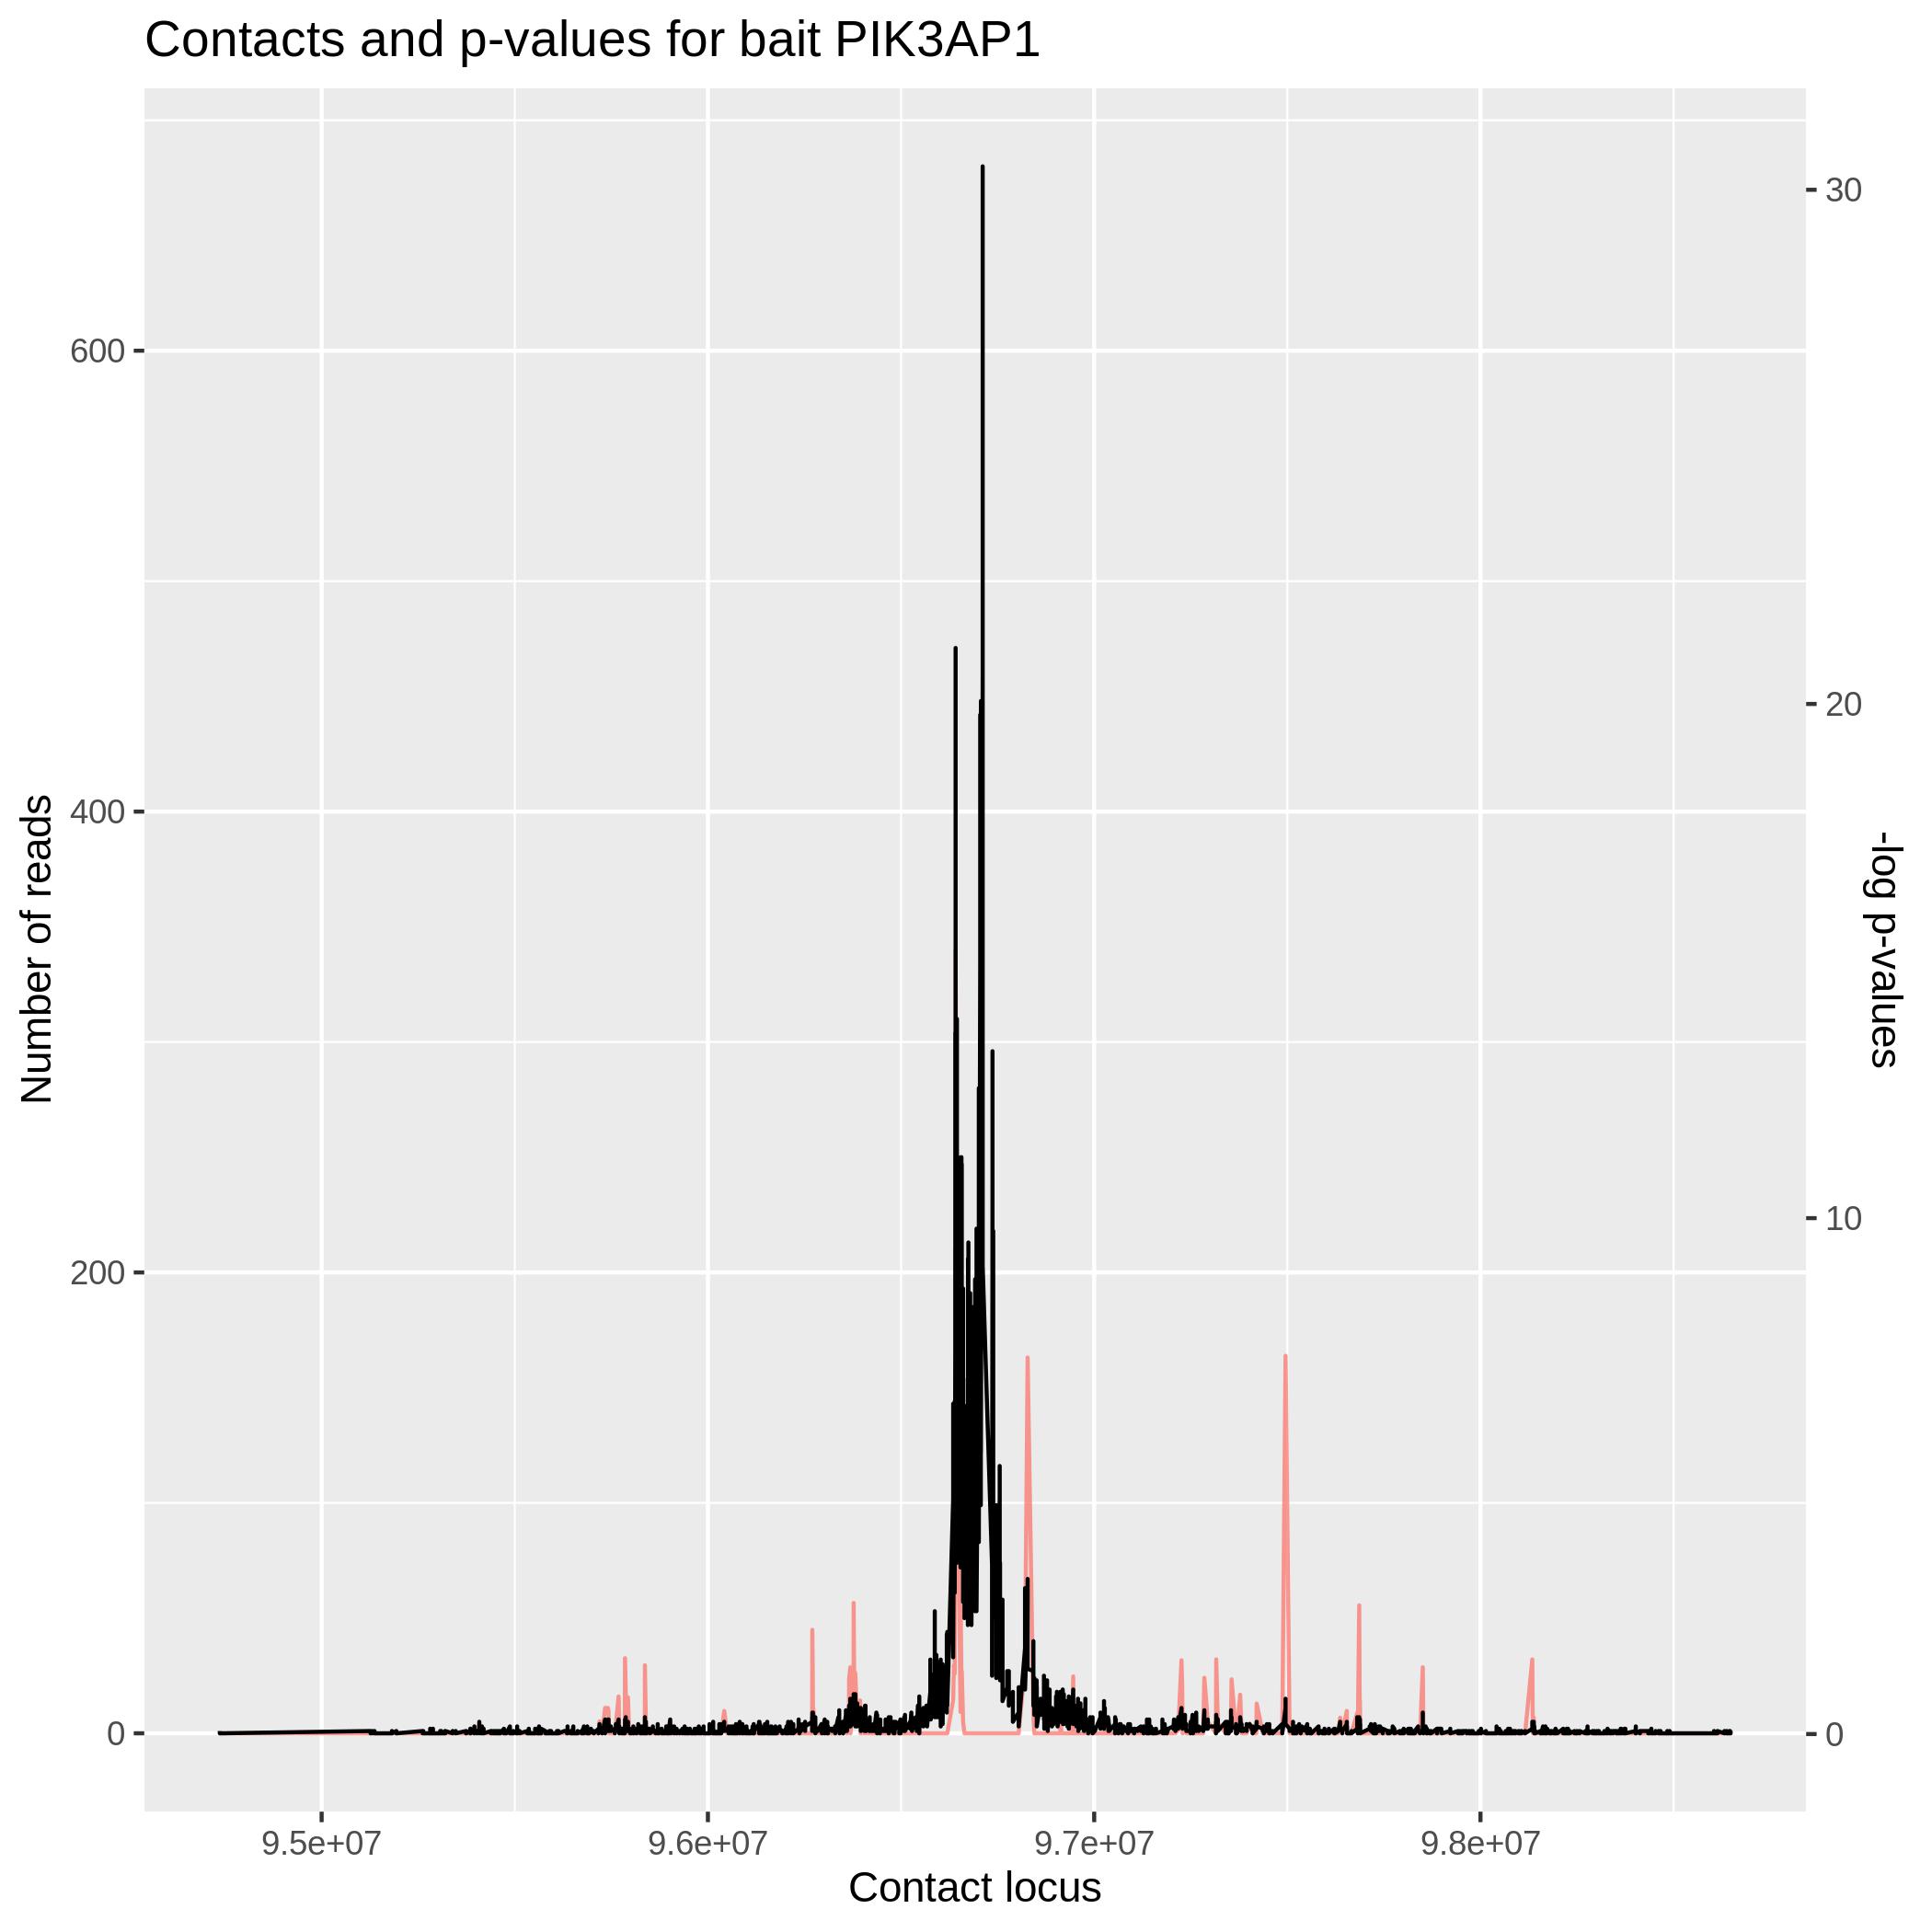 Contacts and p-values for bait PIK3AP1
Number of reads
600
400
200
0
30
20
10
0
-log p-values
9.5e+07
9.6e+07
9.7e+07
9.8e+07
Contact locus